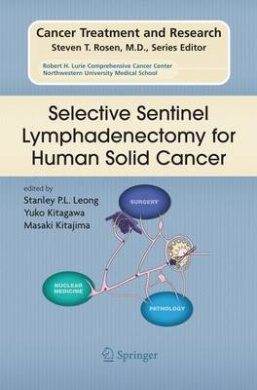 Cancer Treatment and Research
Steven T. Rosen, M.D., Series Editor
Robert H. Lurie Comprehensive Cancer Center
Northwestern University Medical School
Selective Sentinel
Lymphadenectomy for
Human Solid Cancer
edited by
Stanley P.L. Leong
Yuko Kitagawa
Masaki Kitajima
SURGERY
NUCLEAR
MEDICINE
PATHOLOGY
Springer